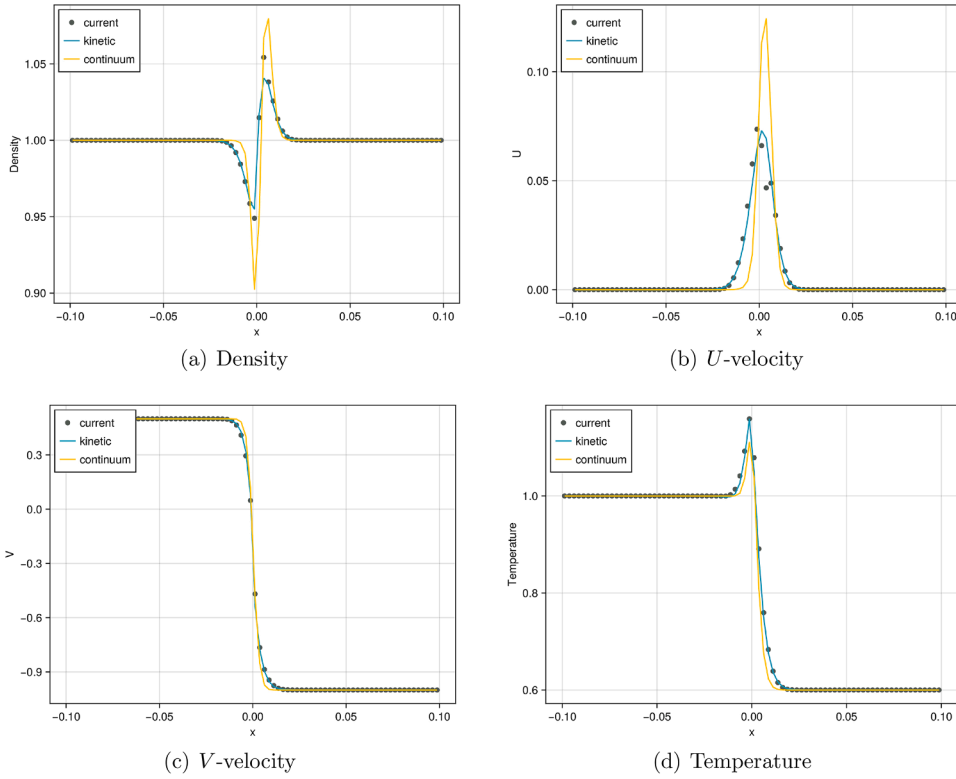 current
kinetic
continuum
1.05
1.00
0.95
0.90
Density
−0.10 −0.05 0.00 0.05 0.10
x
(a) Density
current
kinetic
continuum
0.10
0.05
0.00
U
−0.10 −0.05 0.00 0.05 0.10
x
(b) U-velocity
current
kinetic
continuum
0.3
0.0
−0.3
−0.6
−0.9
V
−0.10 −0.05 0.00 0.05 0.10
x
(c) V-velocity
current
kinetic
continuum
1.0
0.8
0.6
Temperature
−0.10 −0.05 0.00 0.05 0.10
x
(d) Temperature